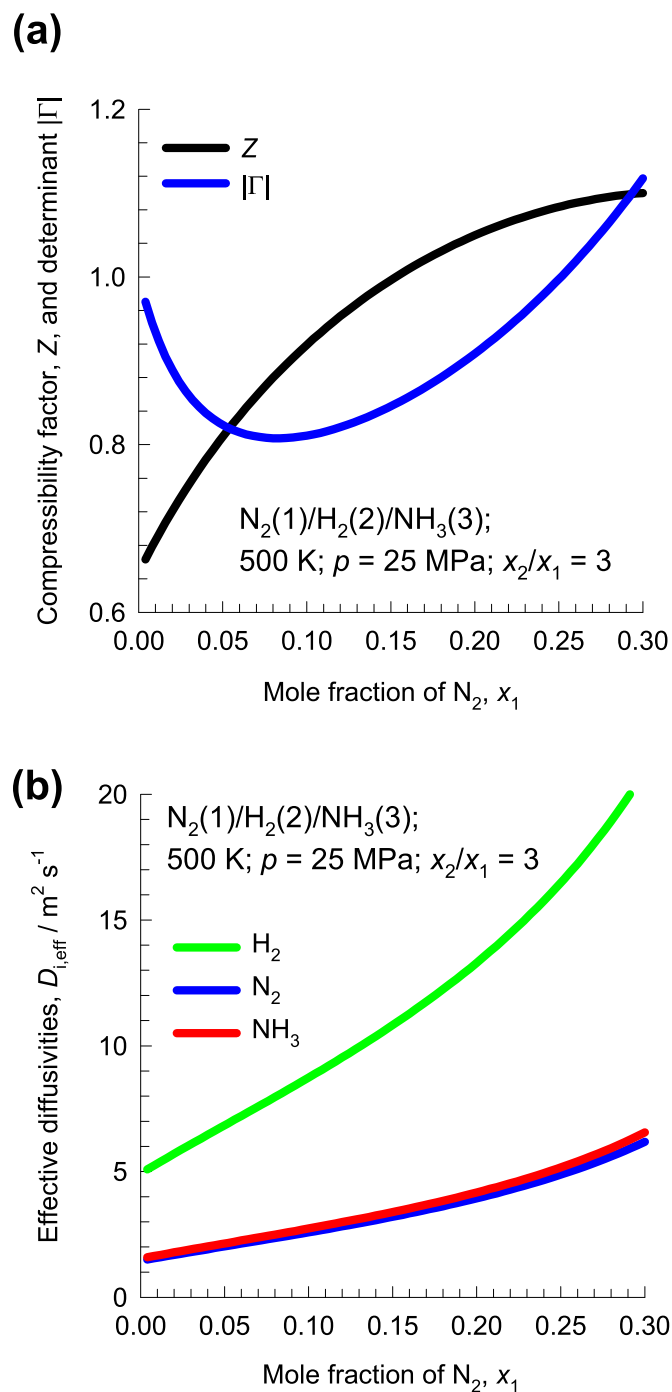 (a)
Compressibility factor, Z, and determinant |Γ|
1.2
1.0
0.8
0.6
Z
|Γ|
N₂(1)/H₂(2)/NH₃(3);
500 K; p = 25 MPa; x₂/x₁ = 3
0.00 0.05 0.10 0.15 0.20 0.25 0.30
Mole fraction of N₂, x₁
(b)
Effective diffusivities, Dᵢ,eff / m² s⁻¹
20
15
10
5
0
N₂(1)/H₂(2)/NH₃(3);
500 K; p = 25 MPa; x₂/x₁ = 3
H₂
N₂
NH₃
0.00 0.05 0.10 0.15 0.20 0.25 0.30
Mole fraction of N₂, x₁